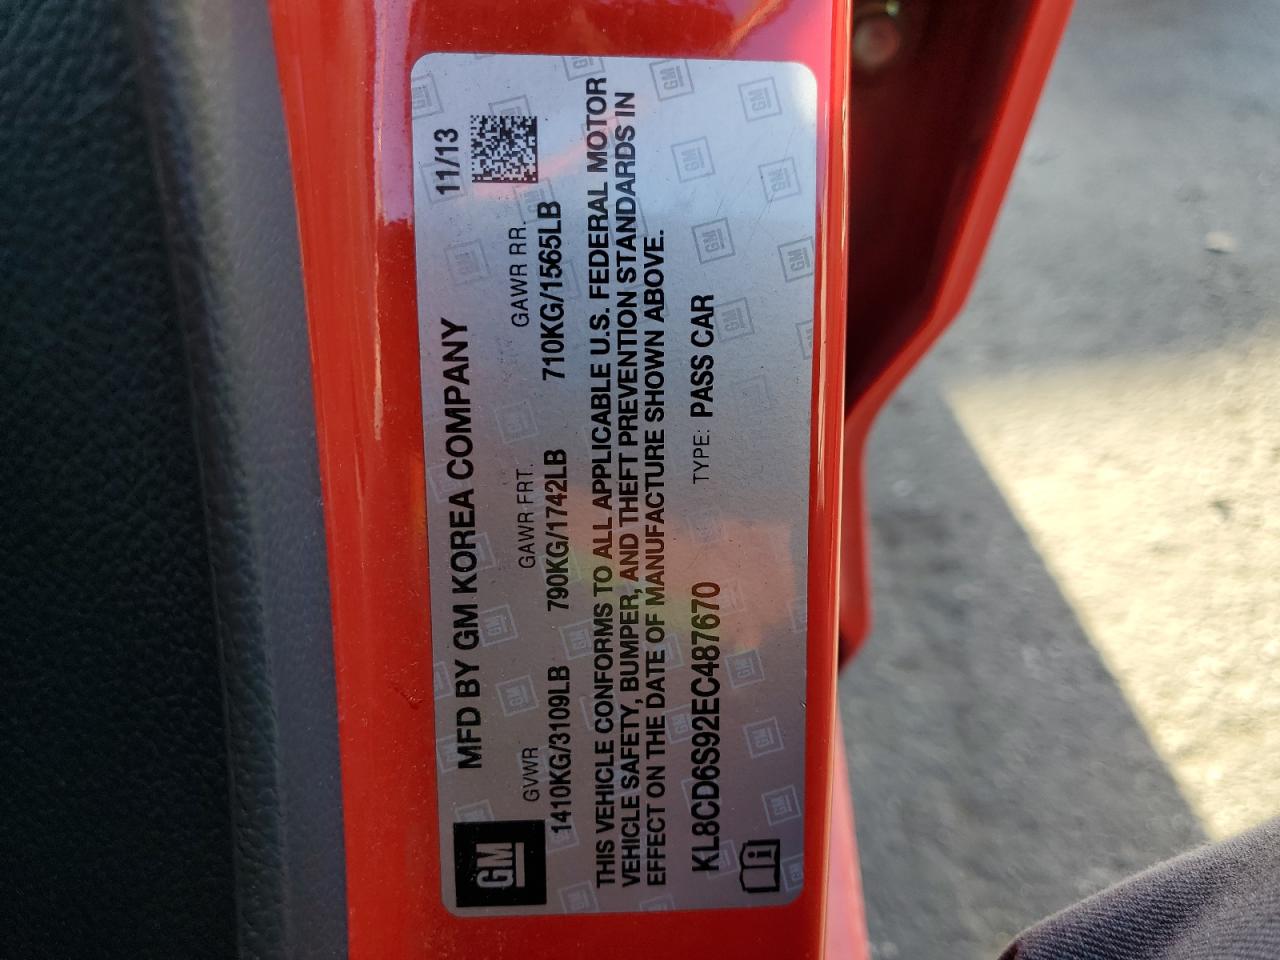 GM
MFD BY GM KOREA COMPANY 11/13
GVWR GAWR FRT. GAWR RR.
1410KG/3109LB 790KG/1742LB 710KG/1565LB
THIS VEHICLE CONFORMS TO ALL APPLICABLE U.S. FEDERAL MOTOR
VEHICLE SAFETY, BUMPER, AND THEFT PREVENTION STANDARDS IN
EFFECT ON THE DATE OF MANUFACTURE SHOWN ABOVE.
KL8CD6S92EC487670 TYPE: PASS CAR